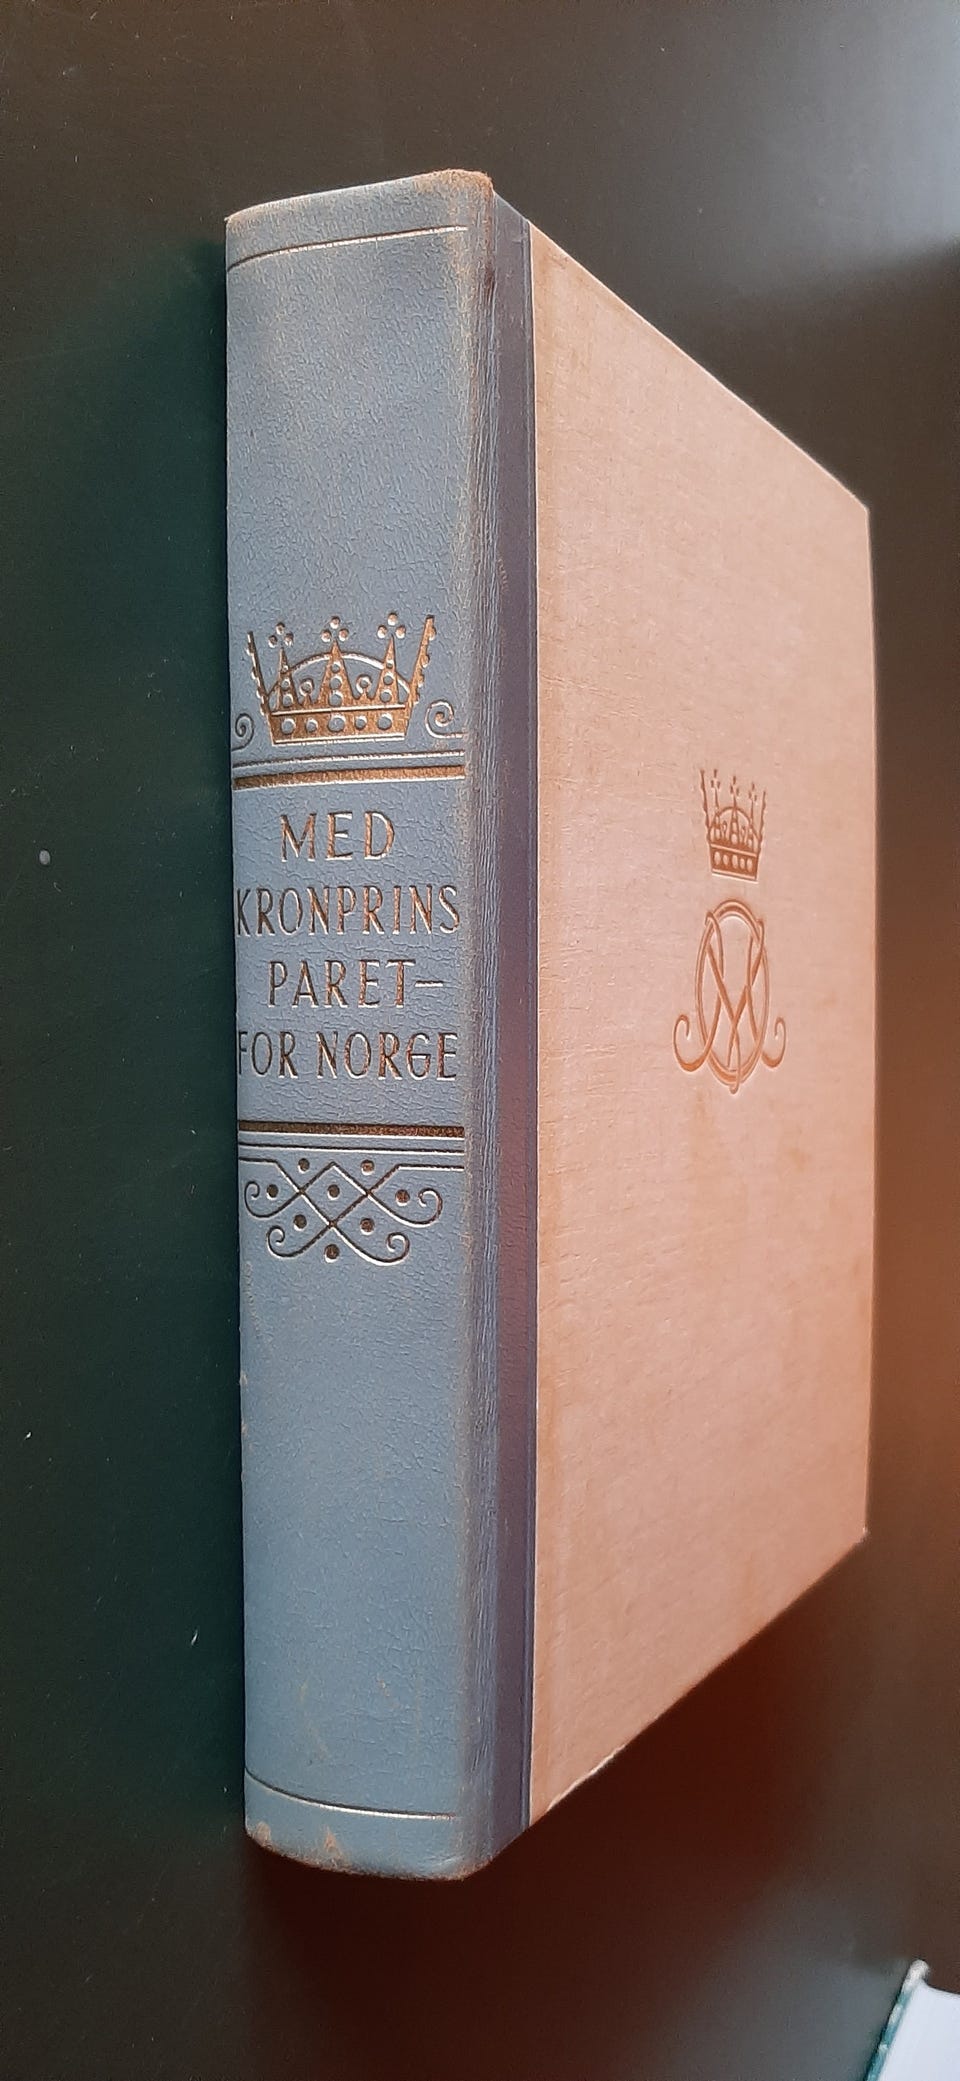 MED
KRONPRINS
PARET–
FOR NORGE